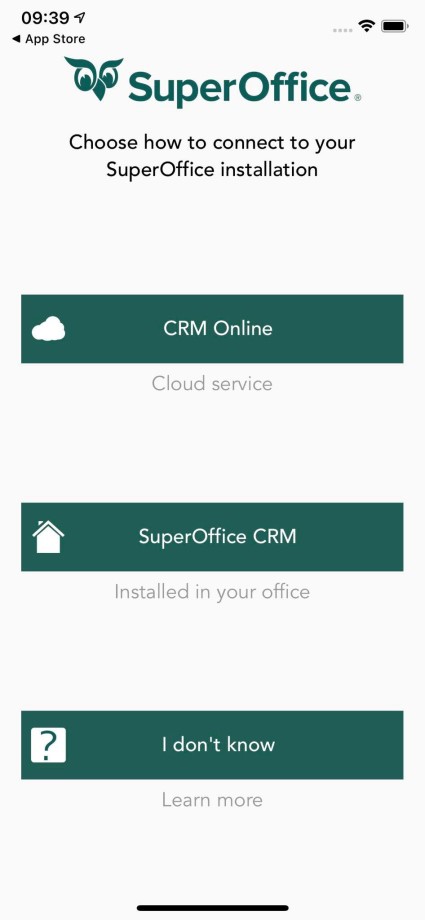 09:39
◀ App Store
SuperOffice®
Choose how to connect to your
SuperOffice installation
CRM Online
Cloud service
SuperOffice CRM
Installed in your office
?
I don't know
Learn more